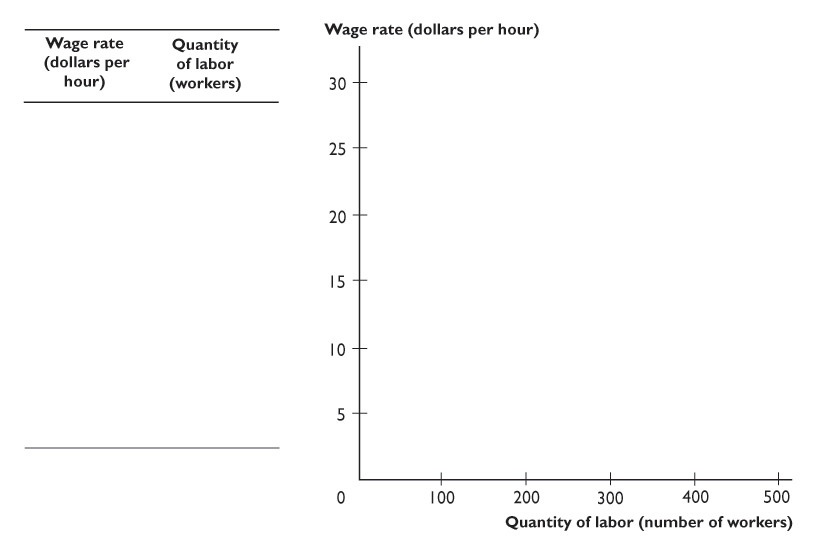 Wage rate
(dollars per
hour)
Quantity
of labor
(workers)
Wage rate (dollars per hour)
30
25
20
15
10
5
0
100
200
300
400
500
Quantity of labor (number of workers)